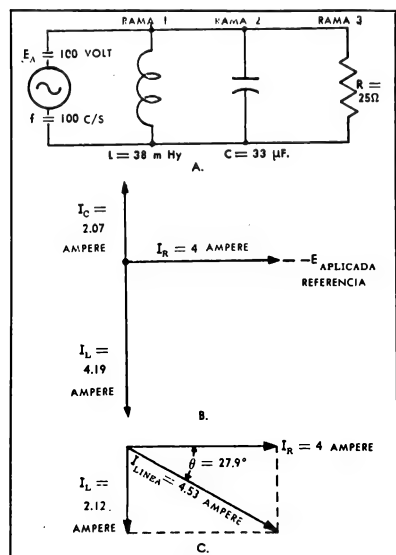 RAMA 1 RAMA 2 RAMA 3
E_A = 100 VOLT
f = 100 C/S
R = 25Ω
L = 38 m Hy C = 33 µF.
A.
I_C = 2.07 AMPERE
I_R = 4 AMPERE
E APLICADA
REFERENCIA
I_L = 4.19 AMPERE
B.
I_R = 4 AMPERE
θ = 27.9°
I_LINEA = 4.53 AMPERE
I_L = 2.12 AMPERE
C.